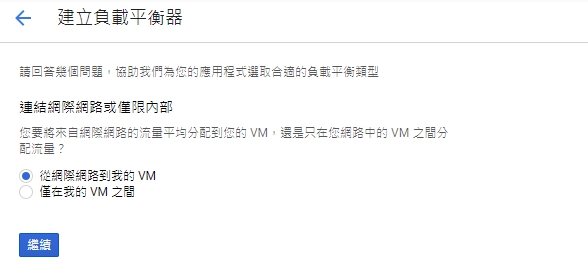 建立負載平衡器
請回答幾個問題，協助我們為您的應用程式選取合適的負載平衡類型
連結網際網路或僅限內部
您要將來自網際網路的流量平均分配到您的 VM，還是只在您網路中的 VM 之間分
配流量？
從網際網路到我的 VM
僅在我的 VM 之間
繼續